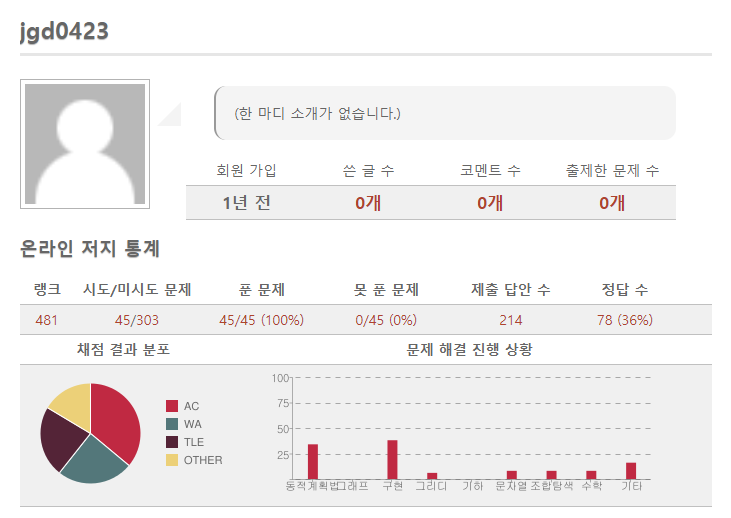 jgd0423
(한 마디 소개가 없습니다.)
회원 가입 쓴 글 수 코멘트 수 출제한 문제 수
1년 전 0개 0개 0개
온라인 저지 통계
랭크 시도/미시도 문제 푼 문제 못 푼 문제 제출 답안 수 정답 수
481 45/303 45/45 (100%) 0/45 (0%) 214 78 (36%)
채점 결과 분포 문제 해결 진행 상황
AC
WA
TLE
OTHER
100
75
50
25
동적계획법 그래프 구현 그리디 기하 문자열 조합탐색 수학 기타